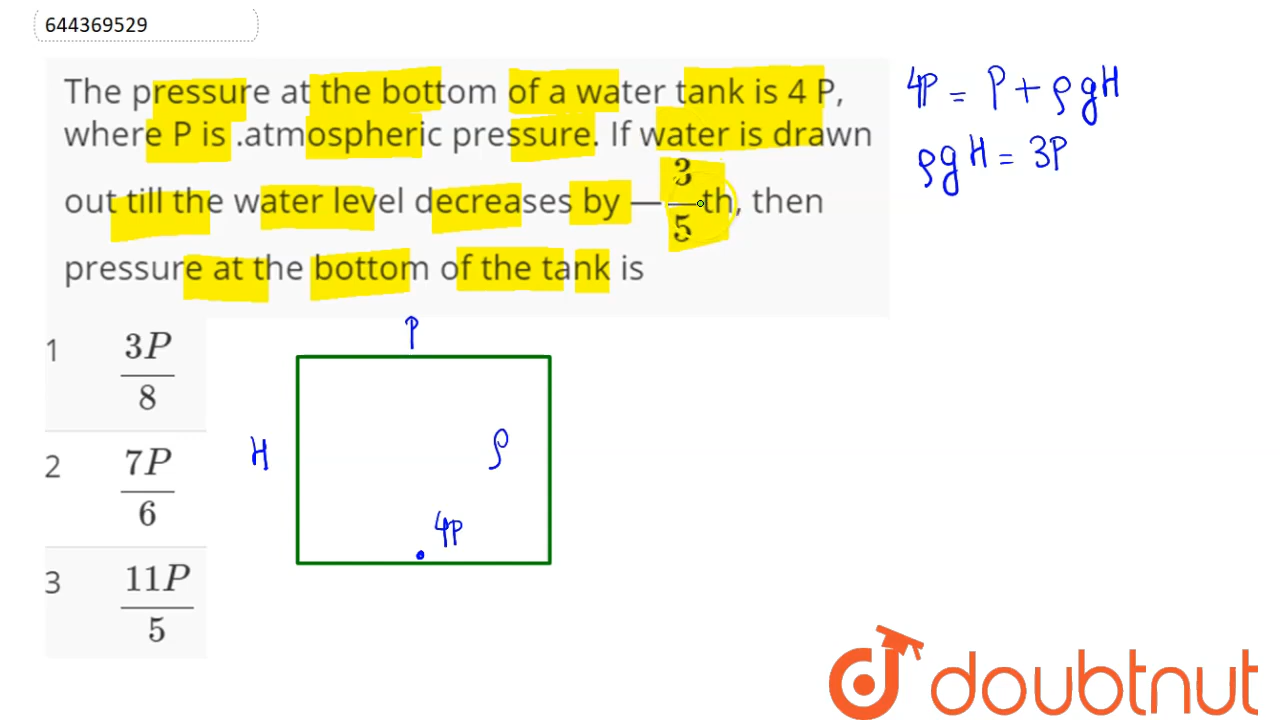 644369529
The pressure at the bottom of a water tank is 4 P,
where P is .atmospheric pressure. If water is drawn
out till the water level decreases by — 3/5 th, then
pressure at the bottom of the tank is
1 3P/8
2 7P/6
3 11P/5
P
H
ρ
4P
4P = P + ρgH
ρgH = 3P
doubtnut